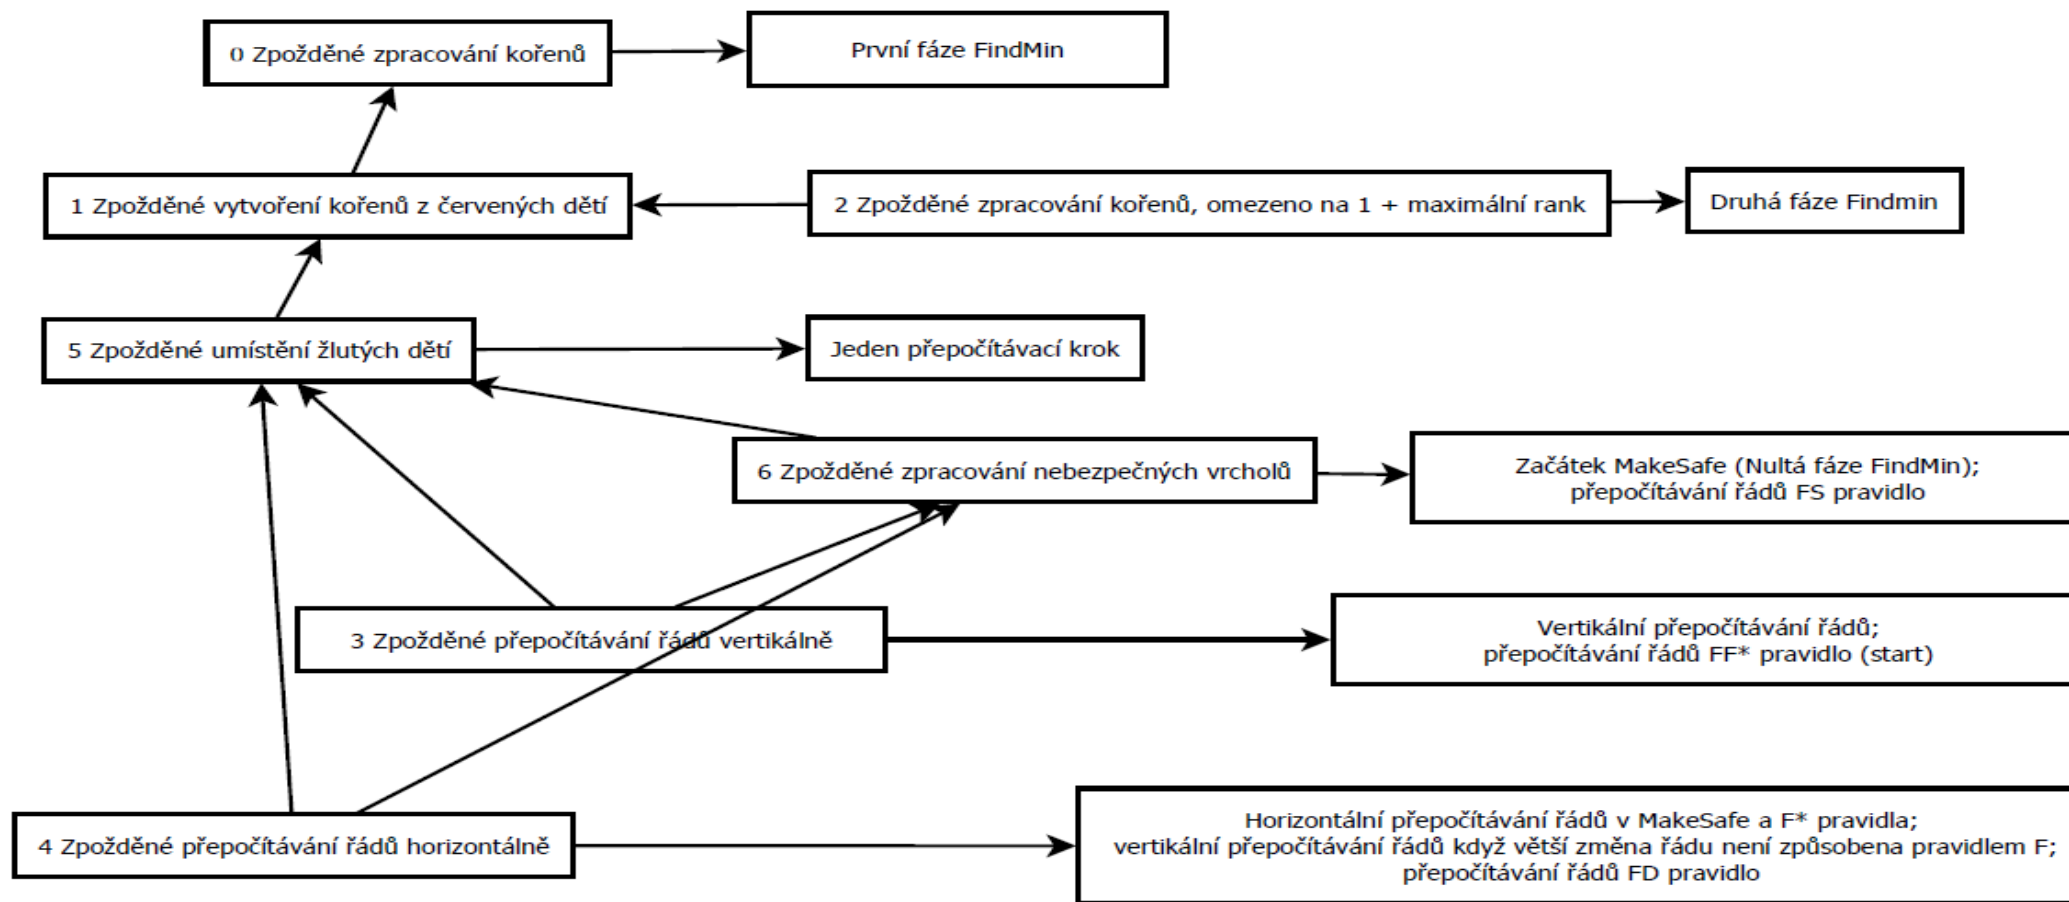 0 Zpožděné zpracování kořenů
První fáze FindMin
1 Zpožděné vytvoření kořenů z červených dětí
2 Zpožděné zpracování kořenů, omezeno na 1 + maximální rank
Druhá fáze Findmin
5 Zpožděné umístění žlutých dětí
Jeden přepočítávací krok
6 Zpožděné zpracování nebezpečných vrcholů
Začátek MakeSafe (Nultá fáze FindMin);
přepočítávání řádů FS pravidlo
3 Zpožděné přepočítávání řádů vertikálně
Vertikální přepočítávání řádů;
přepočítávání řádů FF* pravidlo (start)
4 Zpožděné přepočítávání řádů horizontálně
Horizontální přepočítávání řádů v MakeSafe a F* pravidla;
vertikální přepočítávání řádů když větší změna řádu není způsobena pravidlem F;
přepočítávání řádů FD pravidlo